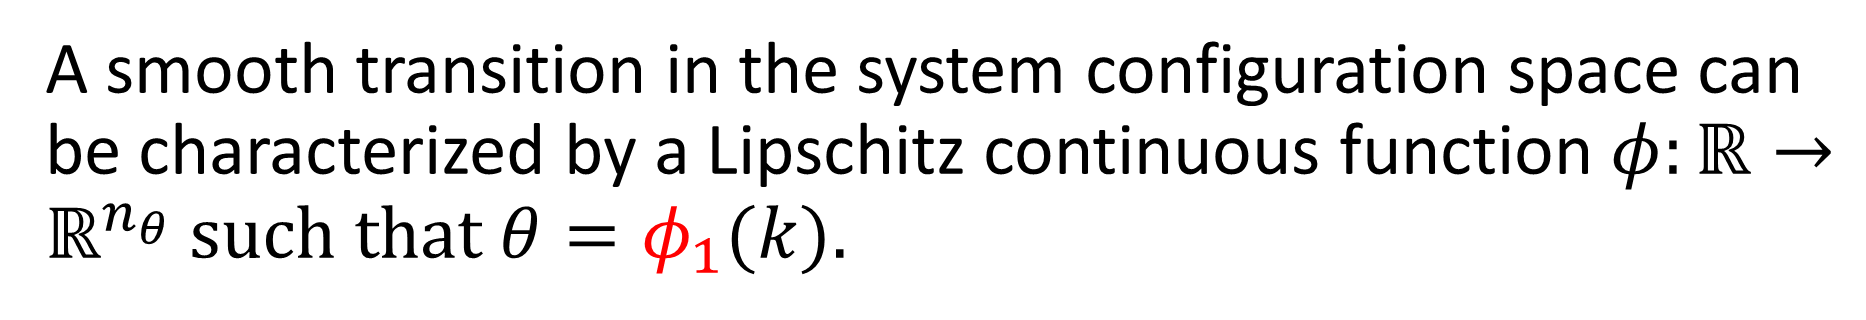 A smooth transition in the system configuration space can
be characterized by a Lipschitz continuous function 𝜙: ℝ →
ℝ^{n_θ} such that θ = 𝜙₁(k).